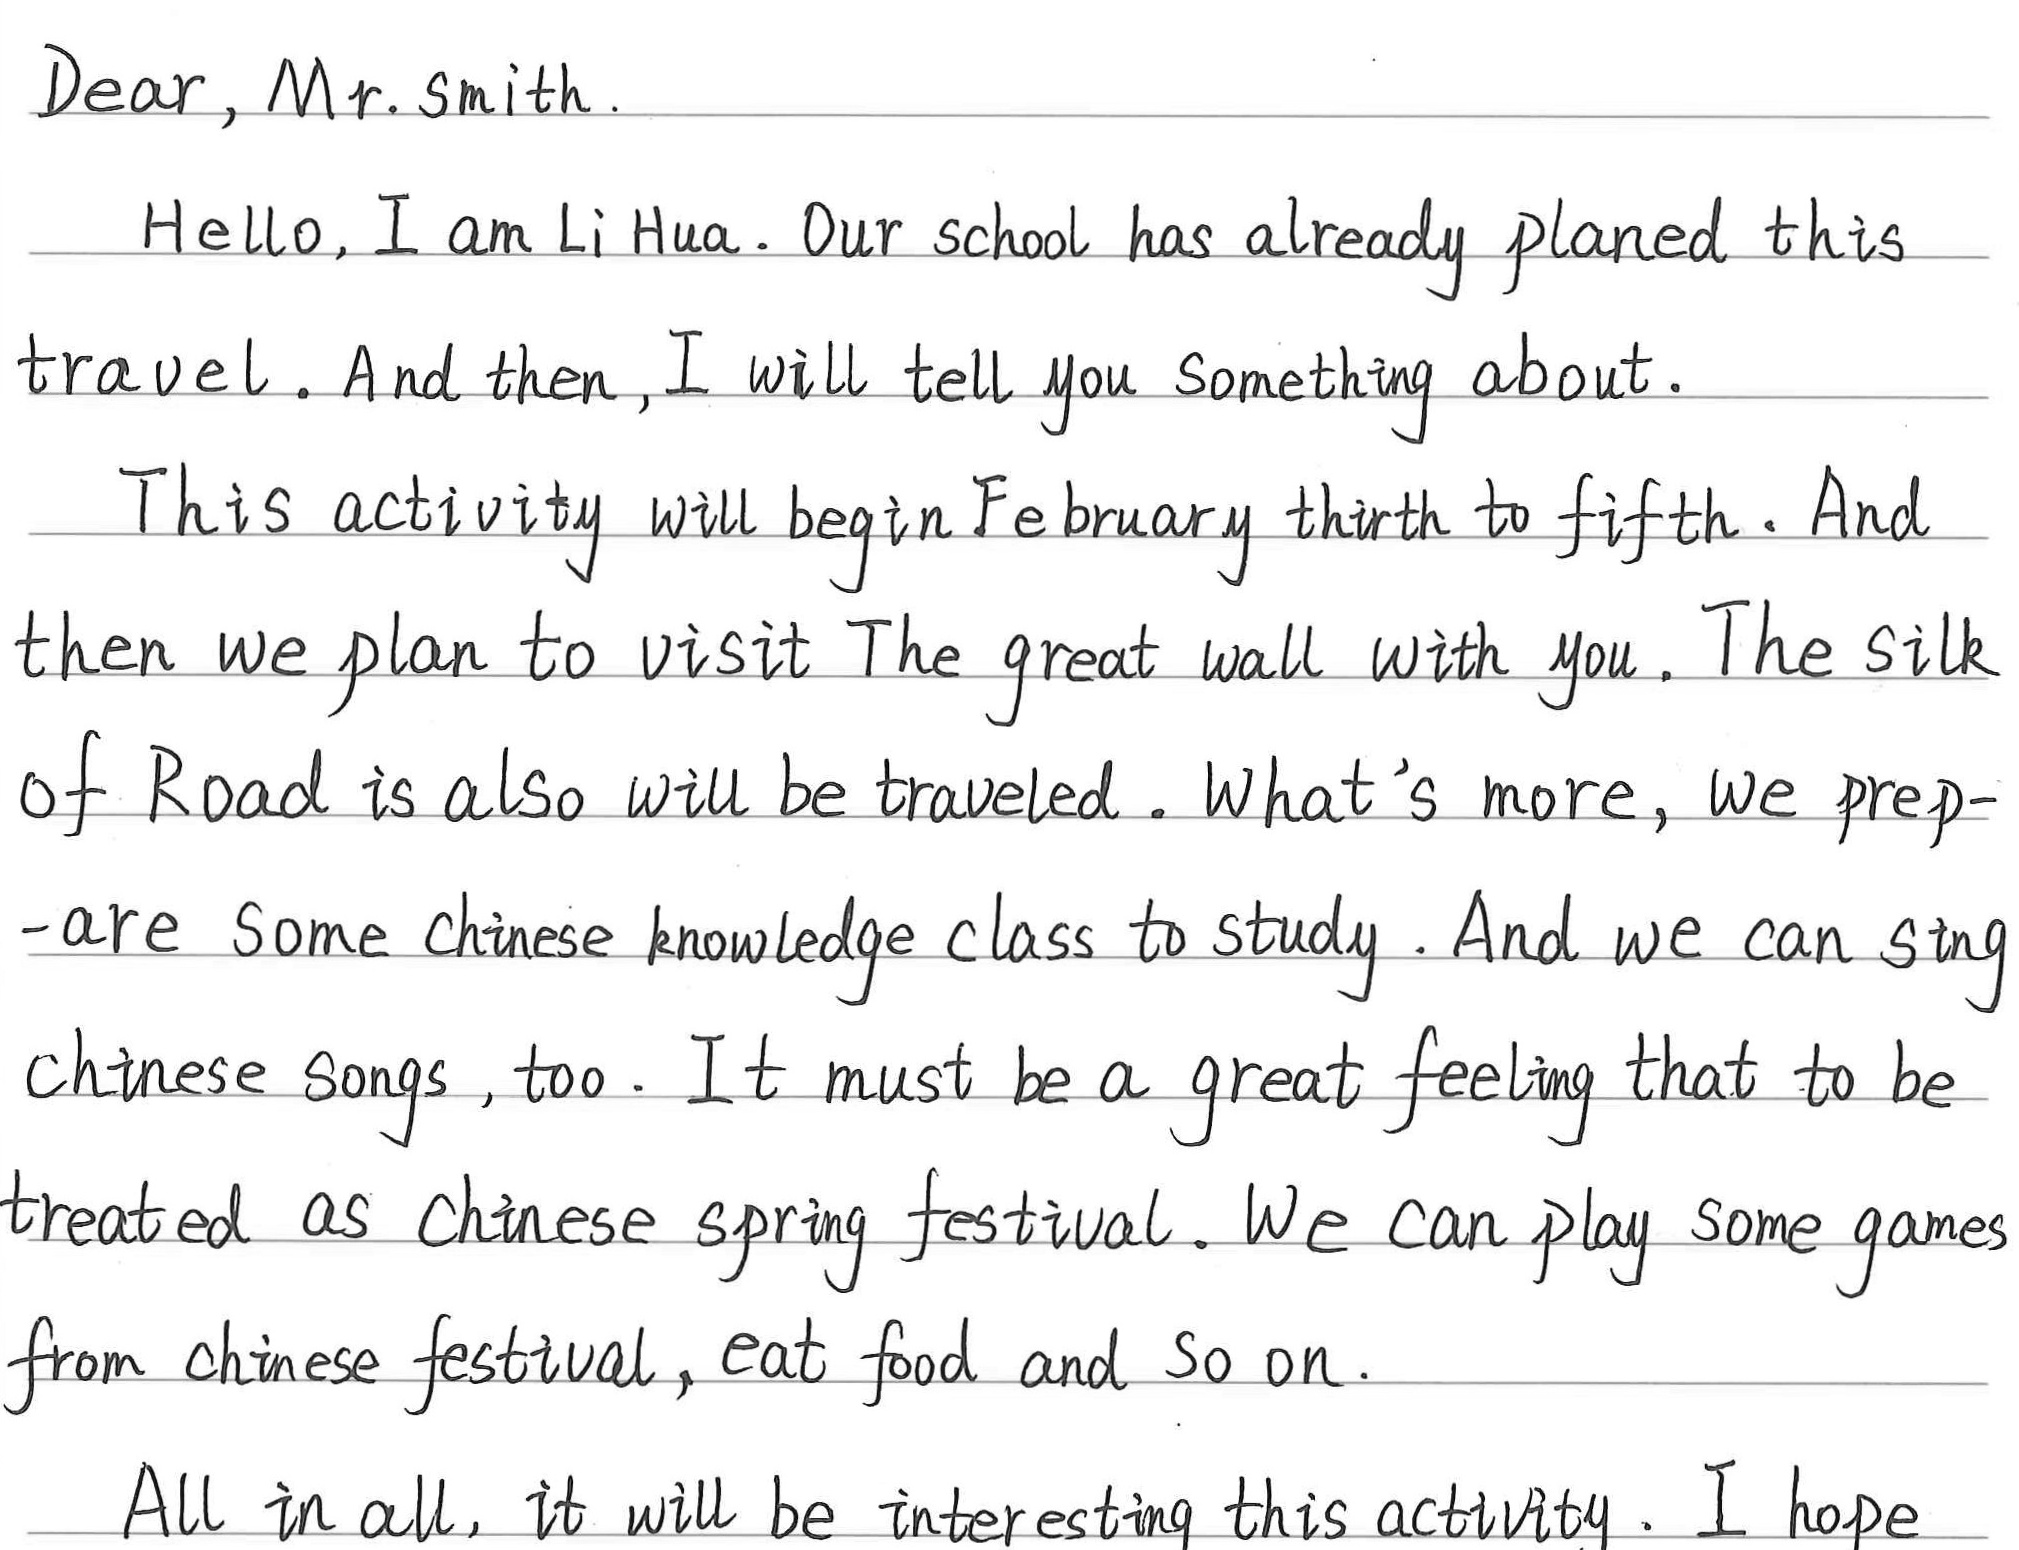 Dear, Mr. smith.
Hello, I am Li Hua. Our school has already planed this
travel. And then, I will tell you something about.
This activity will begin February thirth to fifth. And
then we plan to visit The great wall with you. The silk
of Road is also will be traveled. What's more, we prep-
-are some chinese knowledge class to study. And we can sing
chinese songs, too. It must be a great feeling that to be
treated as chinese spring festival. We can play some games
from chinese festival, eat food and so on.
All in all, it will be interesting this activity. I hope